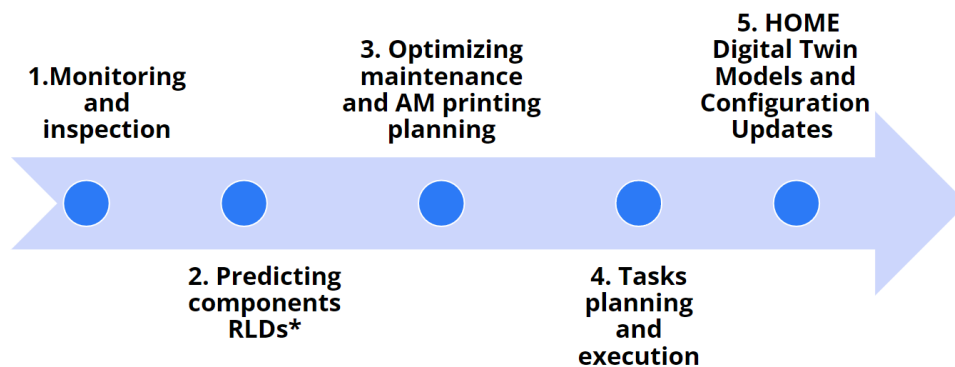 1.Monitoring
and
inspection
2. Predicting
components
RLDs*
3. Optimizing
maintenance
and AM printing
planning
4. Tasks
planning
and
execution
5. HOME
Digital Twin
Models and
Configuration
Updates